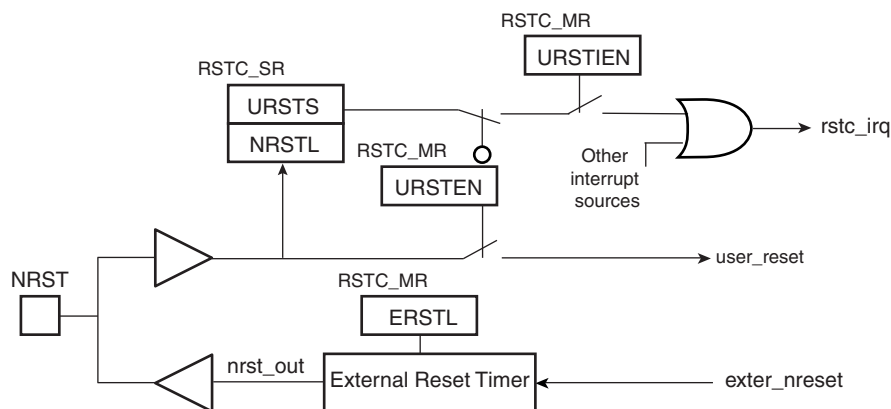 RSTC_MR
URSTIEN
RSTC_SR
URSTS
NRSTL
rstc_irq
RSTC_MR
Other
interrupt
sources
URSTEN
user_reset
NRST
RSTC_MR
ERSTL
nrst_out
External Reset Timer
exter_nreset